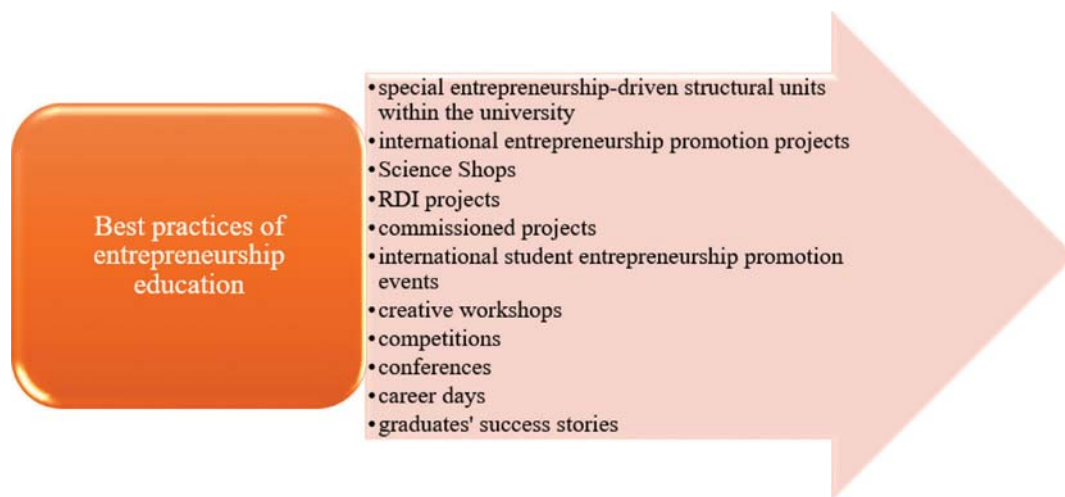 Best practices of
entrepreneurship
education
•special entrepreneurship-driven structural units
within the university
•international entrepreneurship promotion projects
•Science Shops
•RDI projects
•commissioned projects
•international student entrepreneurship promotion
events
•creative workshops
•competitions
•conferences
•career days
•graduates' success stories